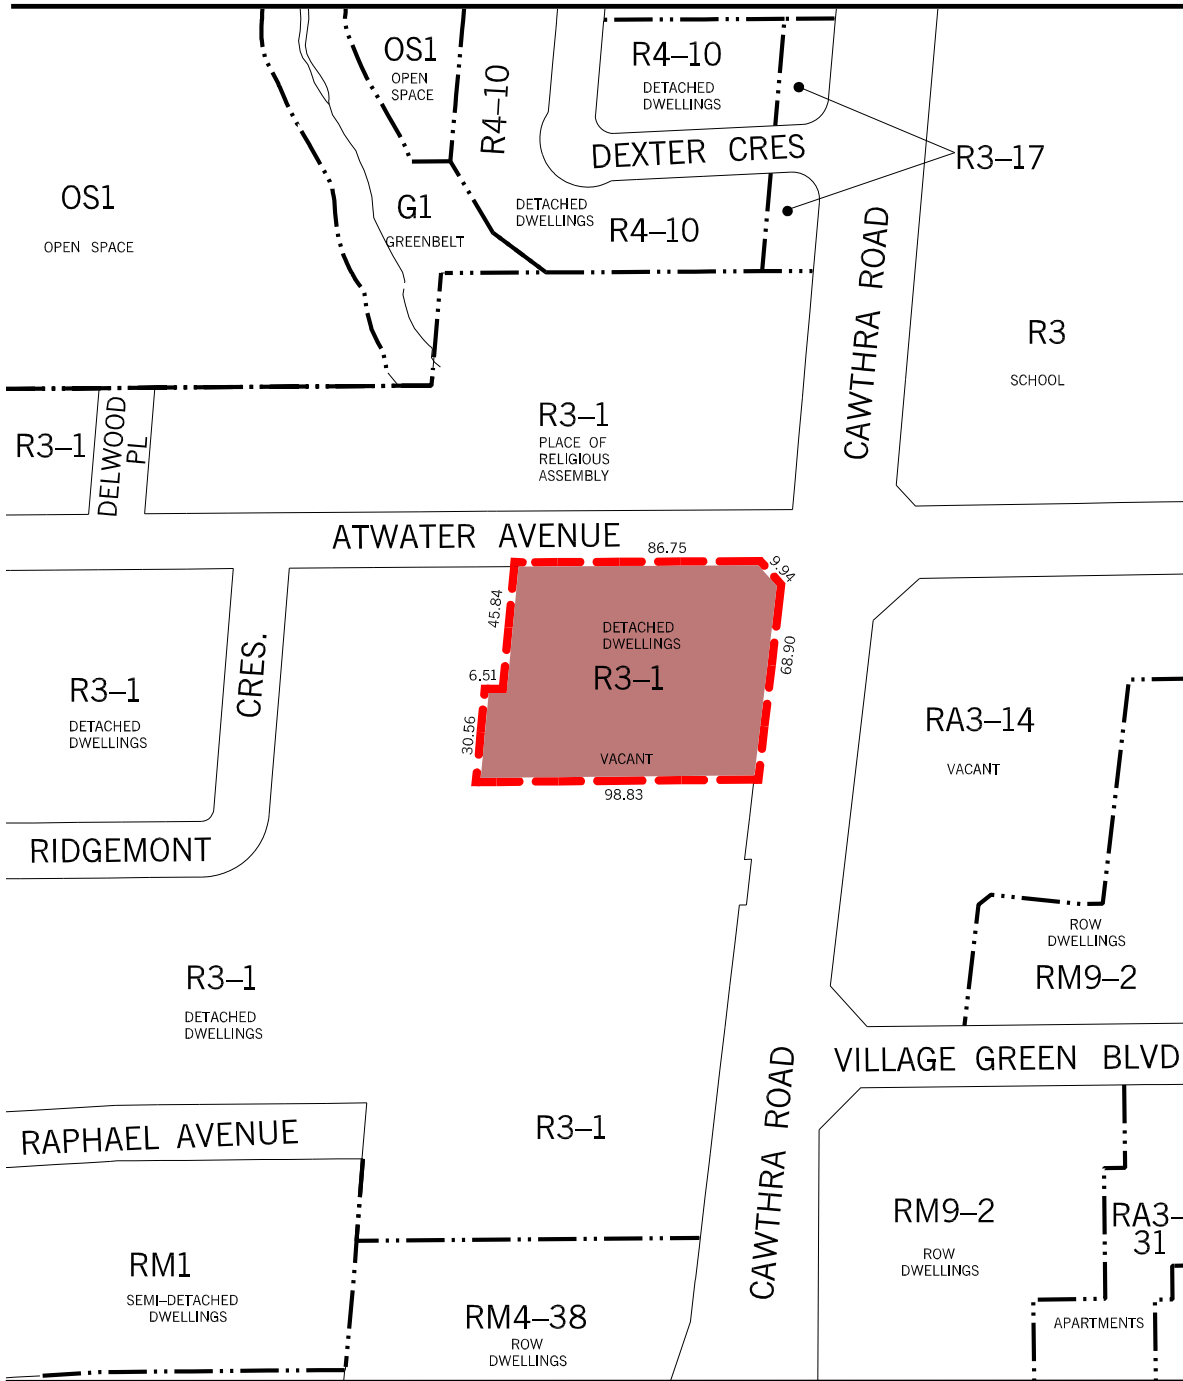 OS1
OPEN
SPACE
R4–10
R4–10
DETACHED
DWELLINGS
DEXTER CRES
R3–17
OS1
OPEN SPACE
G1
GREENBELT
DETACHED
DWELLINGS
R4–10
CAWTHRA ROAD
R3
SCHOOL
R3–1
DELWOOD
PL
R3–1
PLACE OF
RELIGIOUS
ASSEMBLY
ATWATER AVENUE
86.75
9.94
45.84
68.90
6.51
30.56
98.83
DETACHED
DWELLINGS
R3–1
VACANT
R3–1
DETACHED
DWELLINGS
CRES.
RIDGEMONT
RA3–14
VACANT
ROW
DWELLINGS
RM9–2
R3–1
DETACHED
DWELLINGS
VILLAGE GREEN BLVD
CAWTHRA ROAD
R3–1
RAPHAEL AVENUE
RM9–2
ROW
DWELLINGS
RA3–
31
APARTMENTS
RM1
SEMI–DETACHED
DWELLINGS
RM4–38
ROW
DWELLINGS